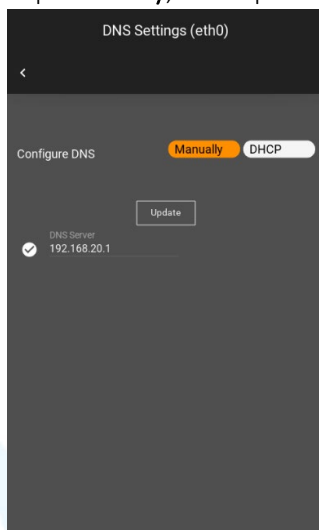 DNS Settings (eth0)
Configure DNS Manually DHCP
Update
DNS Server
192.168.20.1